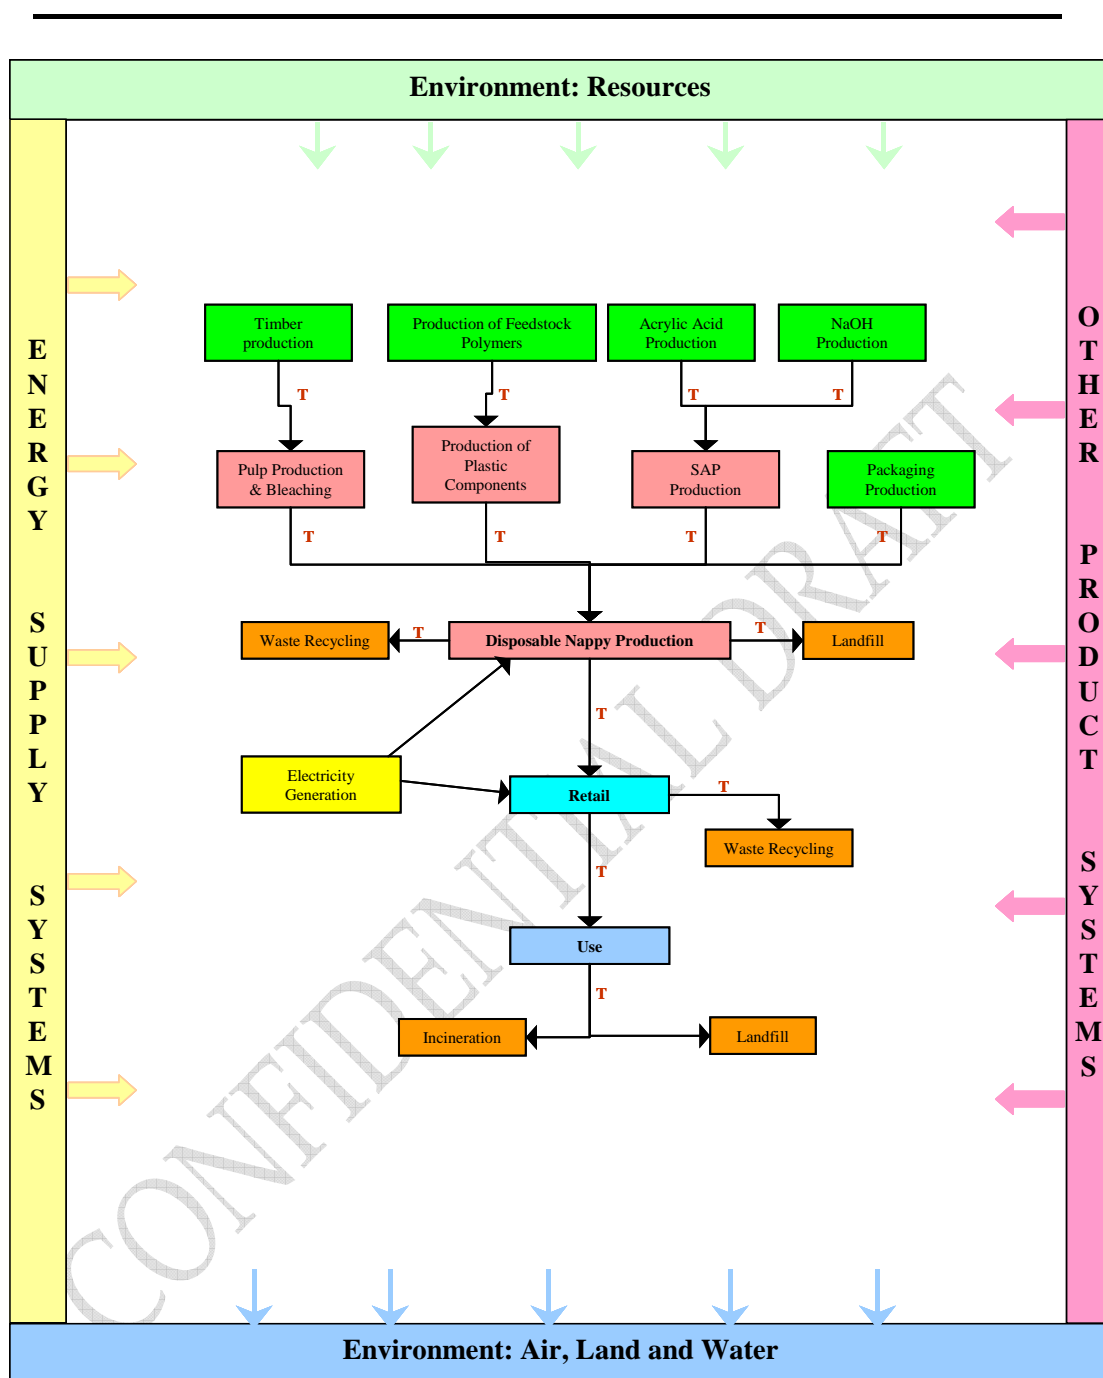 Environment: Resources
ENERGY SUPPLY SYSTEMS
OTHER PRODUCT SYSTEMS
Timber
production
Production of Feedstock
Polymers
Acrylic Acid
Production
NaOH
Production
T
T
T
T
Pulp Production
& Bleaching
Production of
Plastic
Components
SAP
Production
Packaging
Production
T
T
T
T
Waste Recycling
T
Disposable Nappy Production
T
Landfill
T
Electricity
Generation
Retail
T
Waste Recycling
T
Use
T
Incineration
Landfill
CONFIDENTIAL DRAFT
Environment: Air, Land and Water